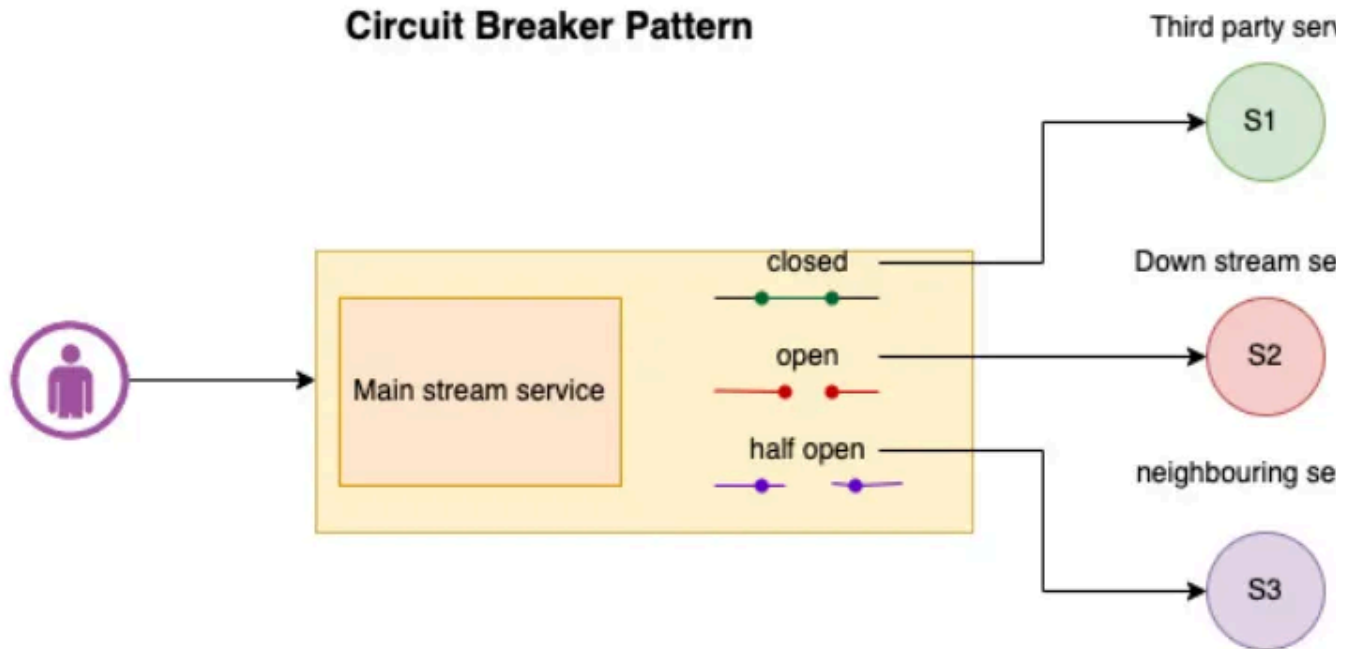 Circuit Breaker Pattern
Third party serv
S1
closed
Down stream se
Main stream service
open
S2
half open
neighbouring se
S3